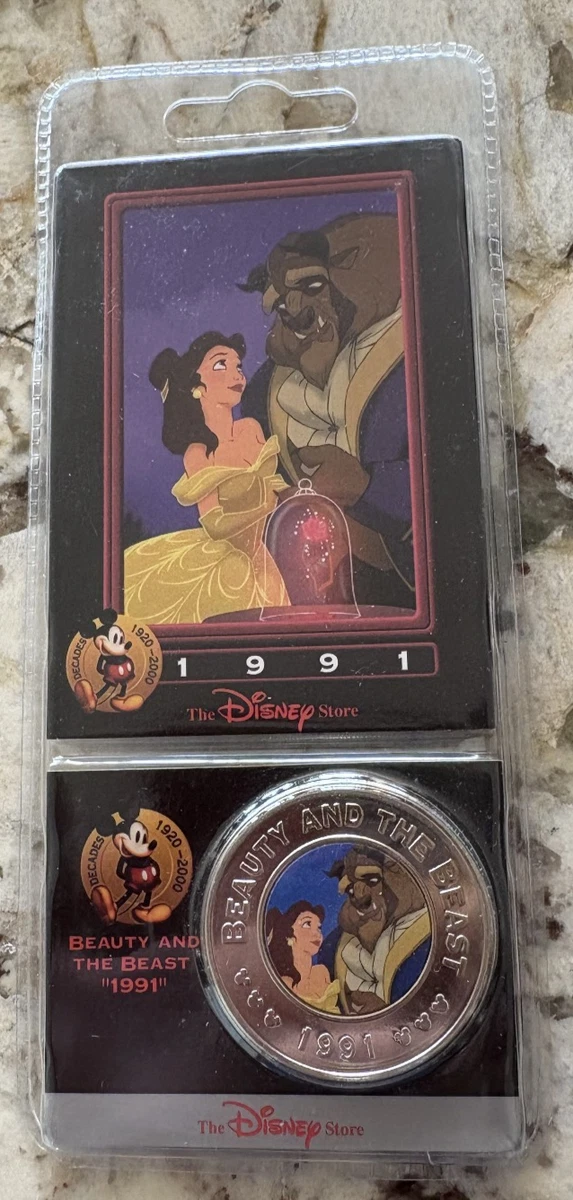 DECADES 1920-2000
1 9 9 1
The Disney Store
DECADES 1920-2000
BEAUTY AND
THE BEAST
"1991"
BEAUTY AND THE BEAST
1991
The Disney Store